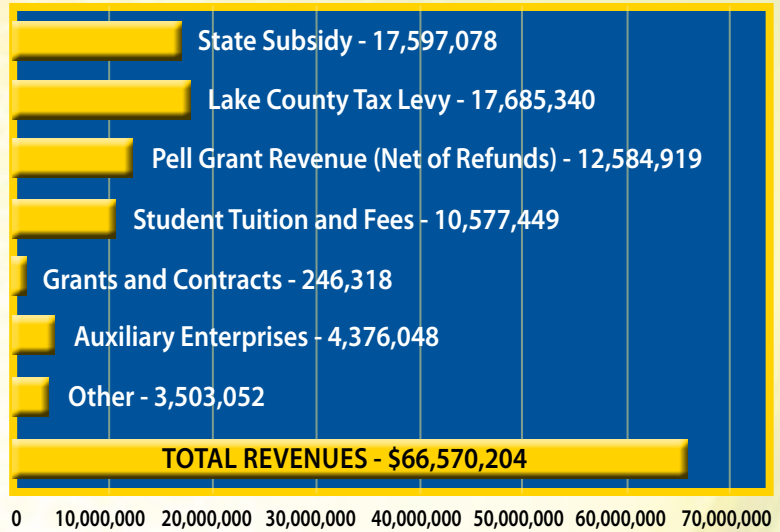 State Subsidy - 17,597,078
Lake County Tax Levy - 17,685,340
Pell Grant Revenue (Net of Refunds) - 12,584,919
Student Tuition and Fees - 10,577,449
Grants and Contracts - 246,318
Auxiliary Enterprises - 4,376,048
Other - 3,503,052
TOTAL REVENUES - $66,570,204
0 10,000,000 20,000,000 30,000,000 40,000,000 50,000,000 60,000,000 70,000,000